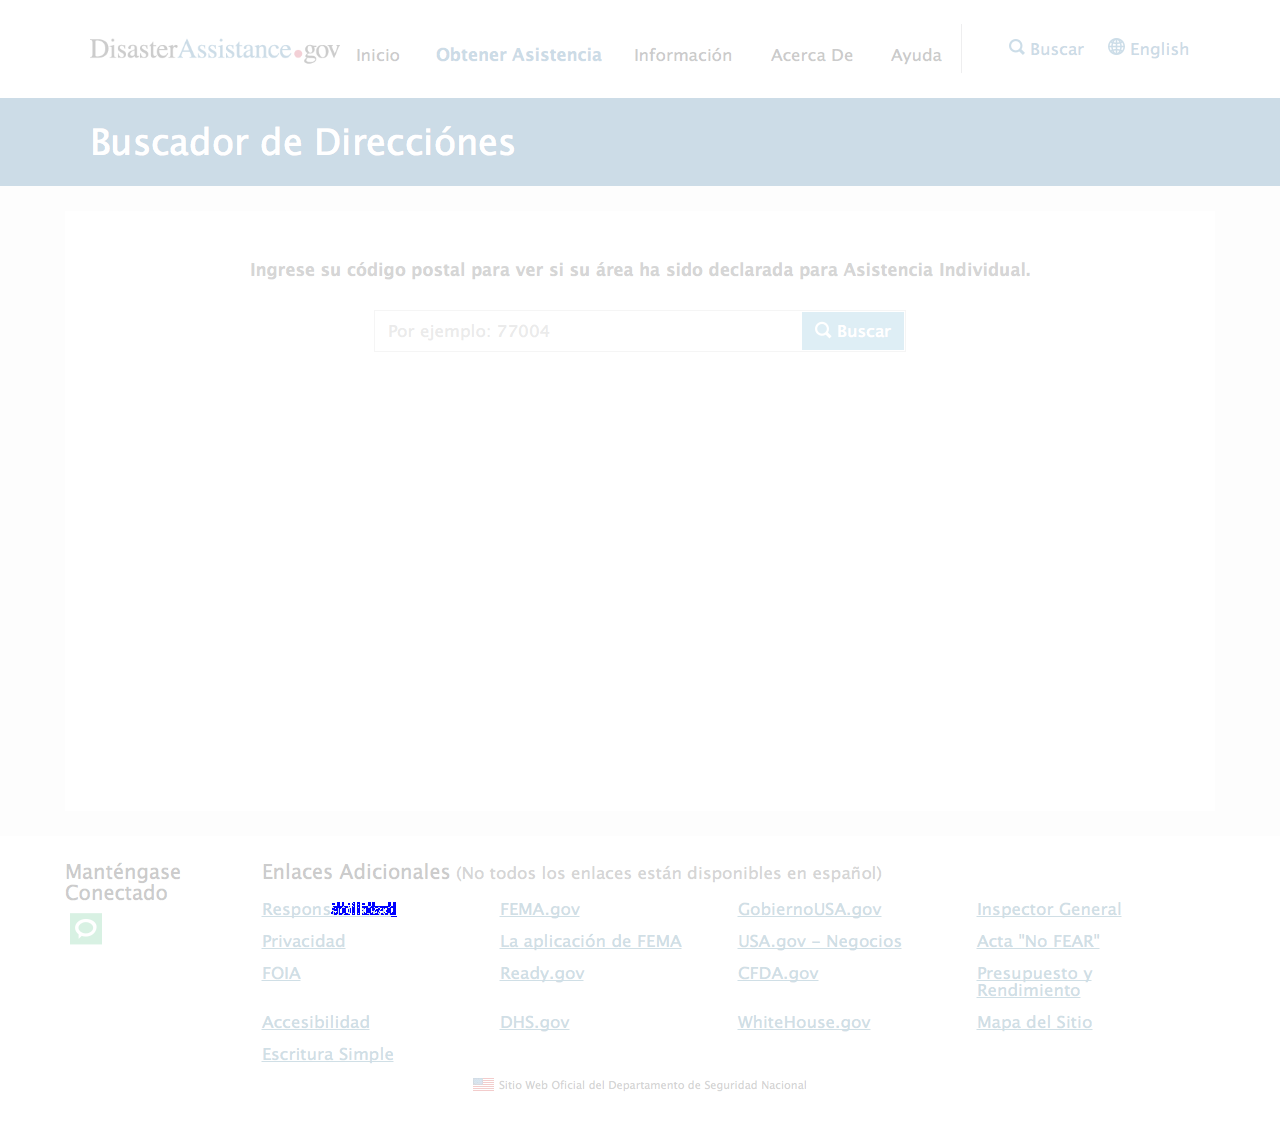 DisasterAssistance.gov Inicio Obtener Asistencia Información Acerca De Ayuda Buscar English
Buscador de Direcciónes
Ingrese su código postal para ver si su área ha sido declarada para Asistencia Individual.
Por ejemplo: 77004 Buscar
Manténgase
Conectado
Enlaces Adicionales (No todos los enlaces están disponibles en español)
FEMA.gov GobiernoUSA.gov Inspector General
Privacidad La aplicación de FEMA USA.gov – Negocios Acta "No FEAR"
FOIA Ready.gov CFDA.gov Presupuesto y
Rendimiento
Accesibilidad DHS.gov WhiteHouse.gov Mapa del Sitio
Escritura Simple
Sitio Web Oficial del Departamento de Seguridad Nacional